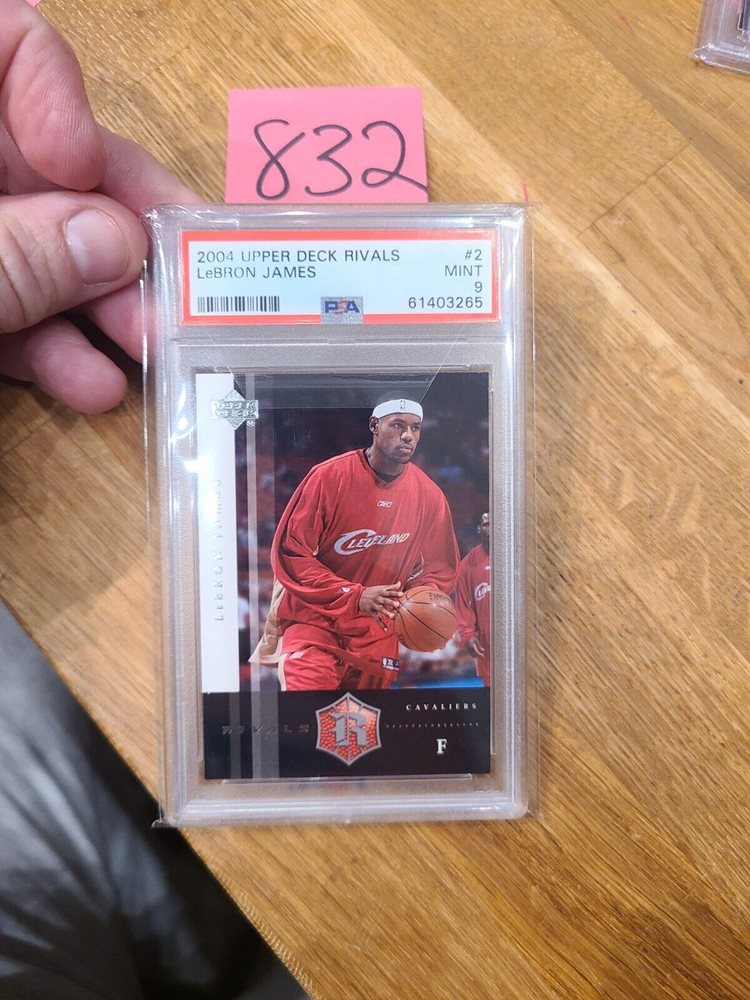 832
2004 UPPER DECK RIVALS #2
LeBRON JAMES MINT
9
PSA 61403265
CLEVELAND
LEBRON JAMES
RIVALS
R
CAVALIERS
F